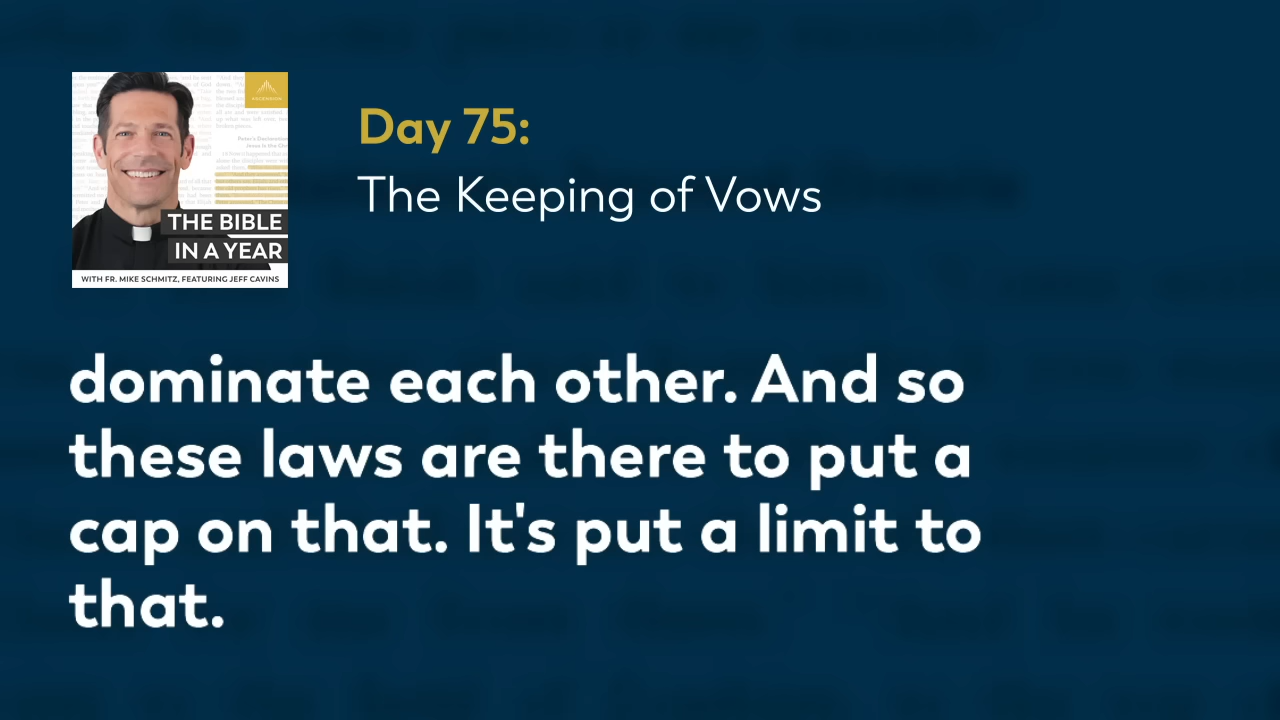 Day 75:
The Keeping of Vows
ASCENSION
THE BIBLE
IN A YEAR
WITH FR. MIKE SCHMITZ, FEATURING JEFF CAVINS
dominate each other. And so
these laws are there to put a
cap on that. It's put a limit to
that.